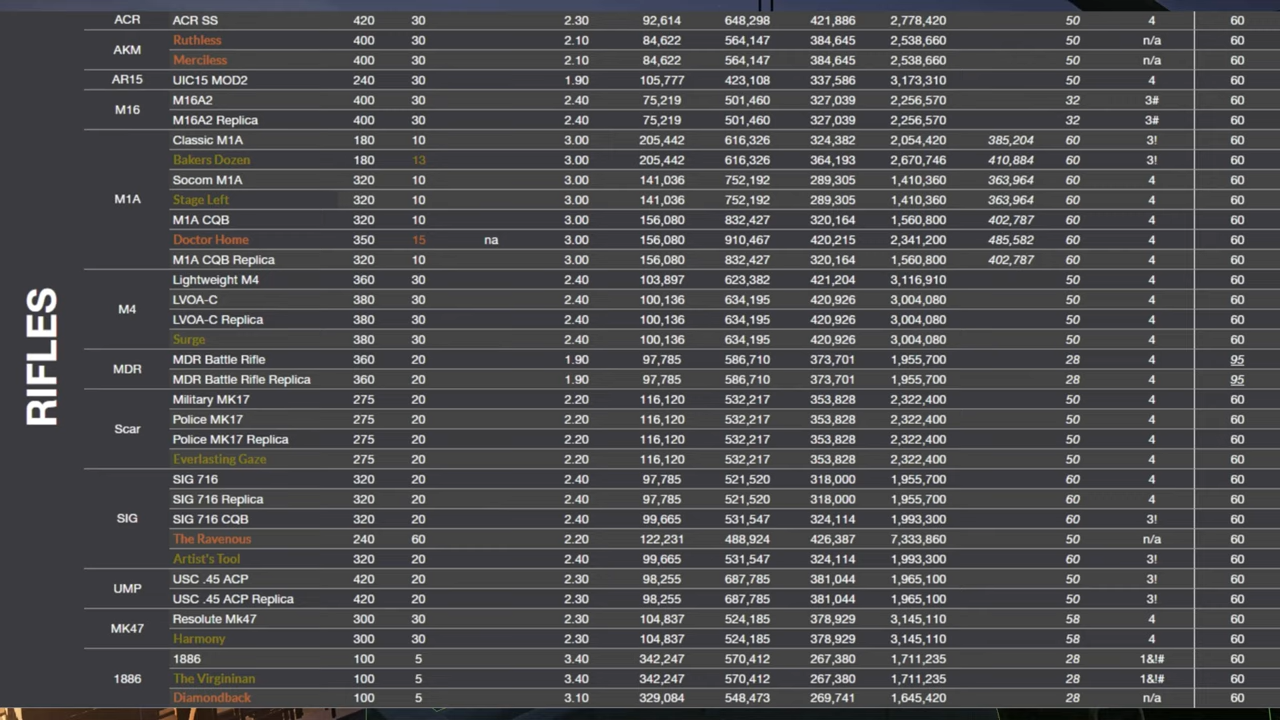 RIFLES
ACR ACR SS 420 30 2.30 92,614 648,298 421,886 2,778,420 50 4 60
AKM Ruthless 400 30 2.10 84,622 564,147 384,645 2,538,660 50 n/a 60
Merciless 400 30 2.10 84,622 564,147 384,645 2,538,660 50 n/a 60
AR15 UIC15 MOD2 240 30 1.90 105,777 423,108 337,586 3,173,310 50 4 60
M16 M16A2 400 30 2.40 75,219 501,460 327,039 2,256,570 32 3# 60
M16A2 Replica 400 30 2.40 75,219 501,460 327,039 2,256,570 32 3# 60
M1A Classic M1A 180 10 3.00 205,442 616,326 324,382 2,054,420 385,204 60 3! 60
Bakers Dozen 180 13 3.00 205,442 616,326 364,193 2,670,746 410,884 60 3! 60
Socom M1A 320 10 3.00 141,036 752,192 289,305 1,410,360 363,964 60 4 60
Stage Left 320 10 3.00 141,036 752,192 289,305 1,410,360 363,964 60 4 60
M1A CQB 320 10 3.00 156,080 832,427 320,164 1,560,800 402,787 60 4 60
Doctor Home 350 15 na 3.00 156,080 910,467 420,215 2,341,200 485,582 60 4 60
M1A CQB Replica 320 10 3.00 156,080 832,427 320,164 1,560,800 402,787 60 4 60
M4 Lightweight M4 360 30 2.40 103,897 623,382 421,204 3,116,910 50 4 60
LVOA-C 380 30 2.40 100,136 634,195 420,926 3,004,080 50 4 60
LVOA-C Replica 380 30 2.40 100,136 634,195 420,926 3,004,080 50 4 60
Surge 380 30 2.40 100,136 634,195 420,926 3,004,080 50 4 60
MDR MDR Battle Rifle 360 20 1.90 97,785 586,710 373,701 1,955,700 28 4 95
MDR Battle Rifle Replica 360 20 1.90 97,785 586,710 373,701 1,955,700 28 4 95
Scar Military MK17 275 20 2.20 116,120 532,217 353,828 2,322,400 50 4 60
Police MK17 275 20 2.20 116,120 532,217 353,828 2,322,400 50 4 60
Police MK17 Replica 275 20 2.20 116,120 532,217 353,828 2,322,400 50 4 60
Everlasting Gaze 275 20 2.20 116,120 532,217 353,828 2,322,400 50 4 60
SIG SIG 716 320 20 2.40 97,785 521,520 318,000 1,955,700 60 4 60
SIG 716 Replica 320 20 2.40 97,785 521,520 318,000 1,955,700 60 4 60
SIG 716 CQB 320 20 2.40 99,665 531,547 324,114 1,993,300 60 3! 60
The Ravenous 240 60 2.20 122,231 488,924 426,387 7,333,860 50 n/a 60
Artist's Tool 320 20 2.40 99,665 531,547 324,114 1,993,300 60 3! 60
UMP USC .45 ACP 420 20 2.30 98,255 687,785 381,044 1,965,100 50 3! 60
USC .45 ACP Replica 420 20 2.30 98,255 687,785 381,044 1,965,100 50 3! 60
MK47 Resolute Mk47 300 30 2.30 104,837 524,185 378,929 3,145,110 58 4 60
Harmony 300 30 2.30 104,837 524,185 378,929 3,145,110 58 4 60
1886 1886 100 5 3.40 342,247 570,412 267,380 1,711,235 28 1&!# 60
The Virgininan 100 5 3.40 342,247 570,412 267,380 1,711,235 28 1&!# 60
Diamondback 100 5 3.10 329,084 548,473 269,741 1,645,420 28 n/a 60